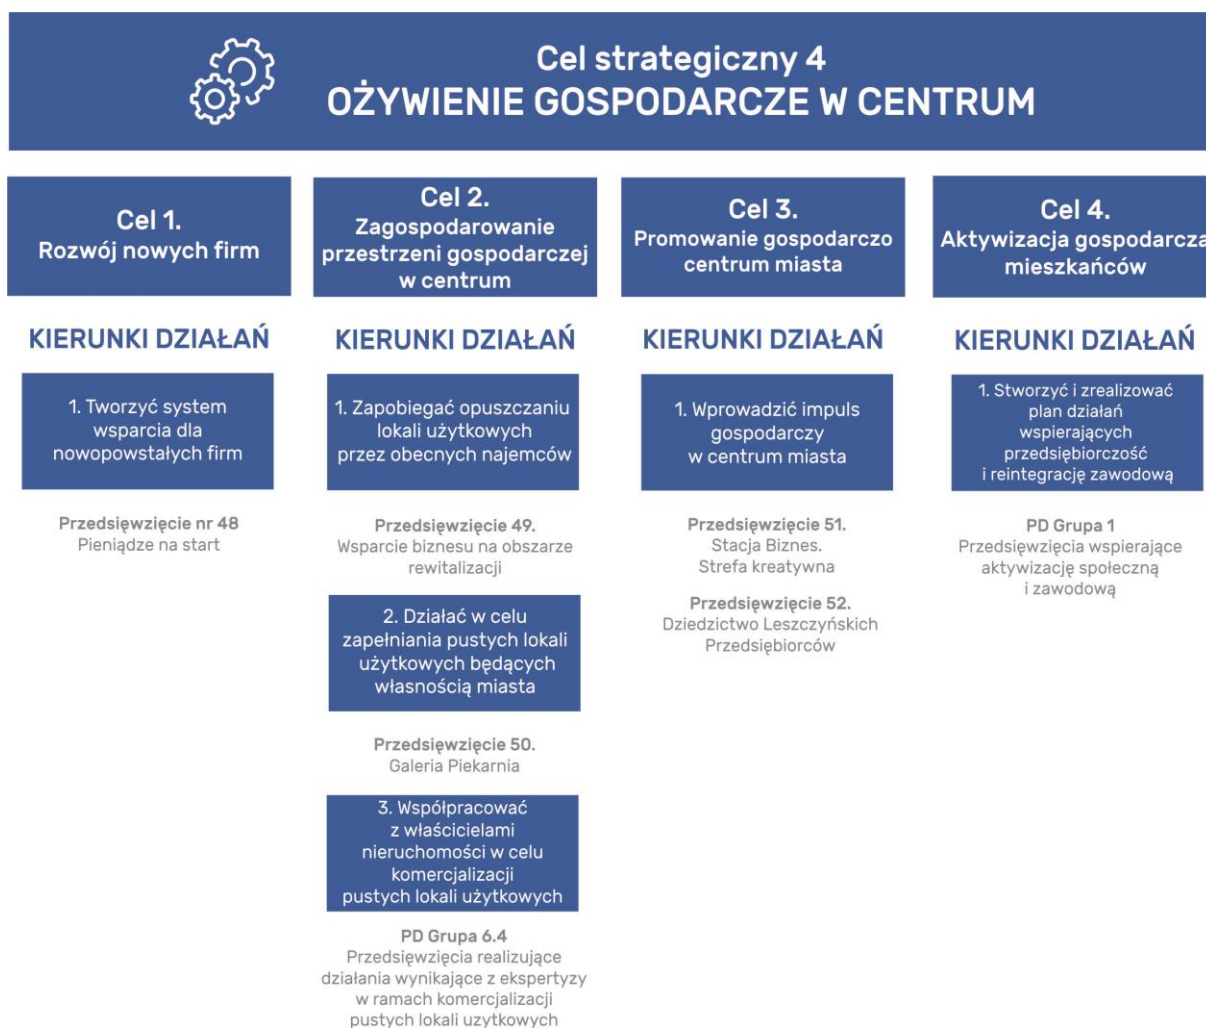 Cel strategiczny 4
OŻYWIENIE GOSPODARCZE W CENTRUM
Cel 1.
Rozwój nowych firm
KIERUNKI DZIAŁAŃ
1. Tworzyć system
wsparcia dla
nowopowstałych firm
Przedsięwzięcie nr 48
Pieniądze na start
Cel 2.
Zagospodarowanie
przestrzeni gospodarczej
w centrum
KIERUNKI DZIAŁAŃ
1. Zapobiegać opuszczaniu
lokali użytkowych
przez obecnych najemców
Przedsięwzięcie 49.
Wsparcie biznesu na obszarze
rewitalizacji
2. Działać w celu
zapełniania pustych lokali
użytkowych będących
własnością miasta
Przedsięwzięcie 50.
Galeria Piekarnia
3. Współpracować
z właścicielami
nieruchomości w celu
komercjalizacji
pustych lokali użytkowych
PD Grupa 6.4
Przedsięwzięcia realizujące
działania wynikające z ekspertyzy
w ramach komercjalizacji
pustych lokali uzytkowych
Cel 3.
Promowanie gospodarczo
centrum miasta
KIERUNKI DZIAŁAŃ
1. Wprowadzić impuls
gospodarczy
w centrum miasta
Przedsięwzięcie 51.
Stacja Biznes.
Strefa kreatywna
Przedsięwzięcie 52.
Dziedzictwo Leszczyńskich
Przedsiębiorców
Cel 4.
Aktywizacja gospodarcza
mieszkańców
KIERUNKI DZIAŁAŃ
1. Stworzyć i zrealizować
plan działań
wspierających
przedsiębiorczość
i reintegrację zawodową
PD Grupa 1
Przedsięwzięcia wspierające
aktywizację społeczną
i zawodową